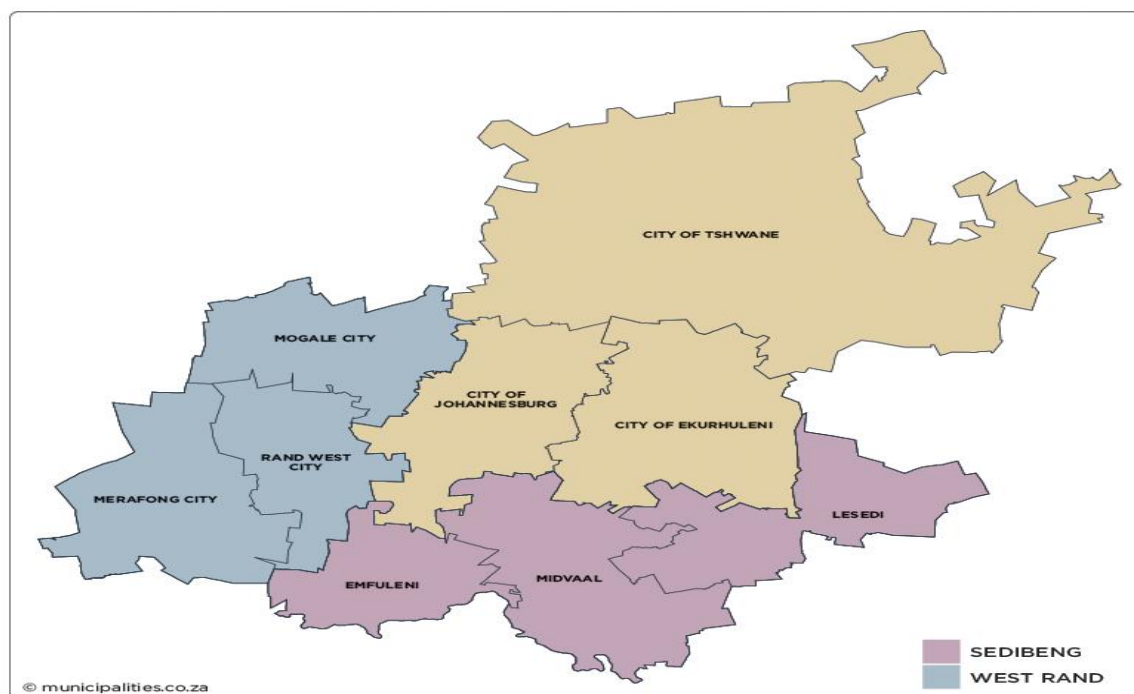 CITY OF TSHWANE
MOGALE CITY
CITY OF
JOHANNESBURG
CITY OF EKURHULENI
RAND WEST
CITY
MERAFONG CITY
LESEDI
EMFULENI
MIDVAAL
SEDIBENG
WEST RAND
© municipalities.co.za